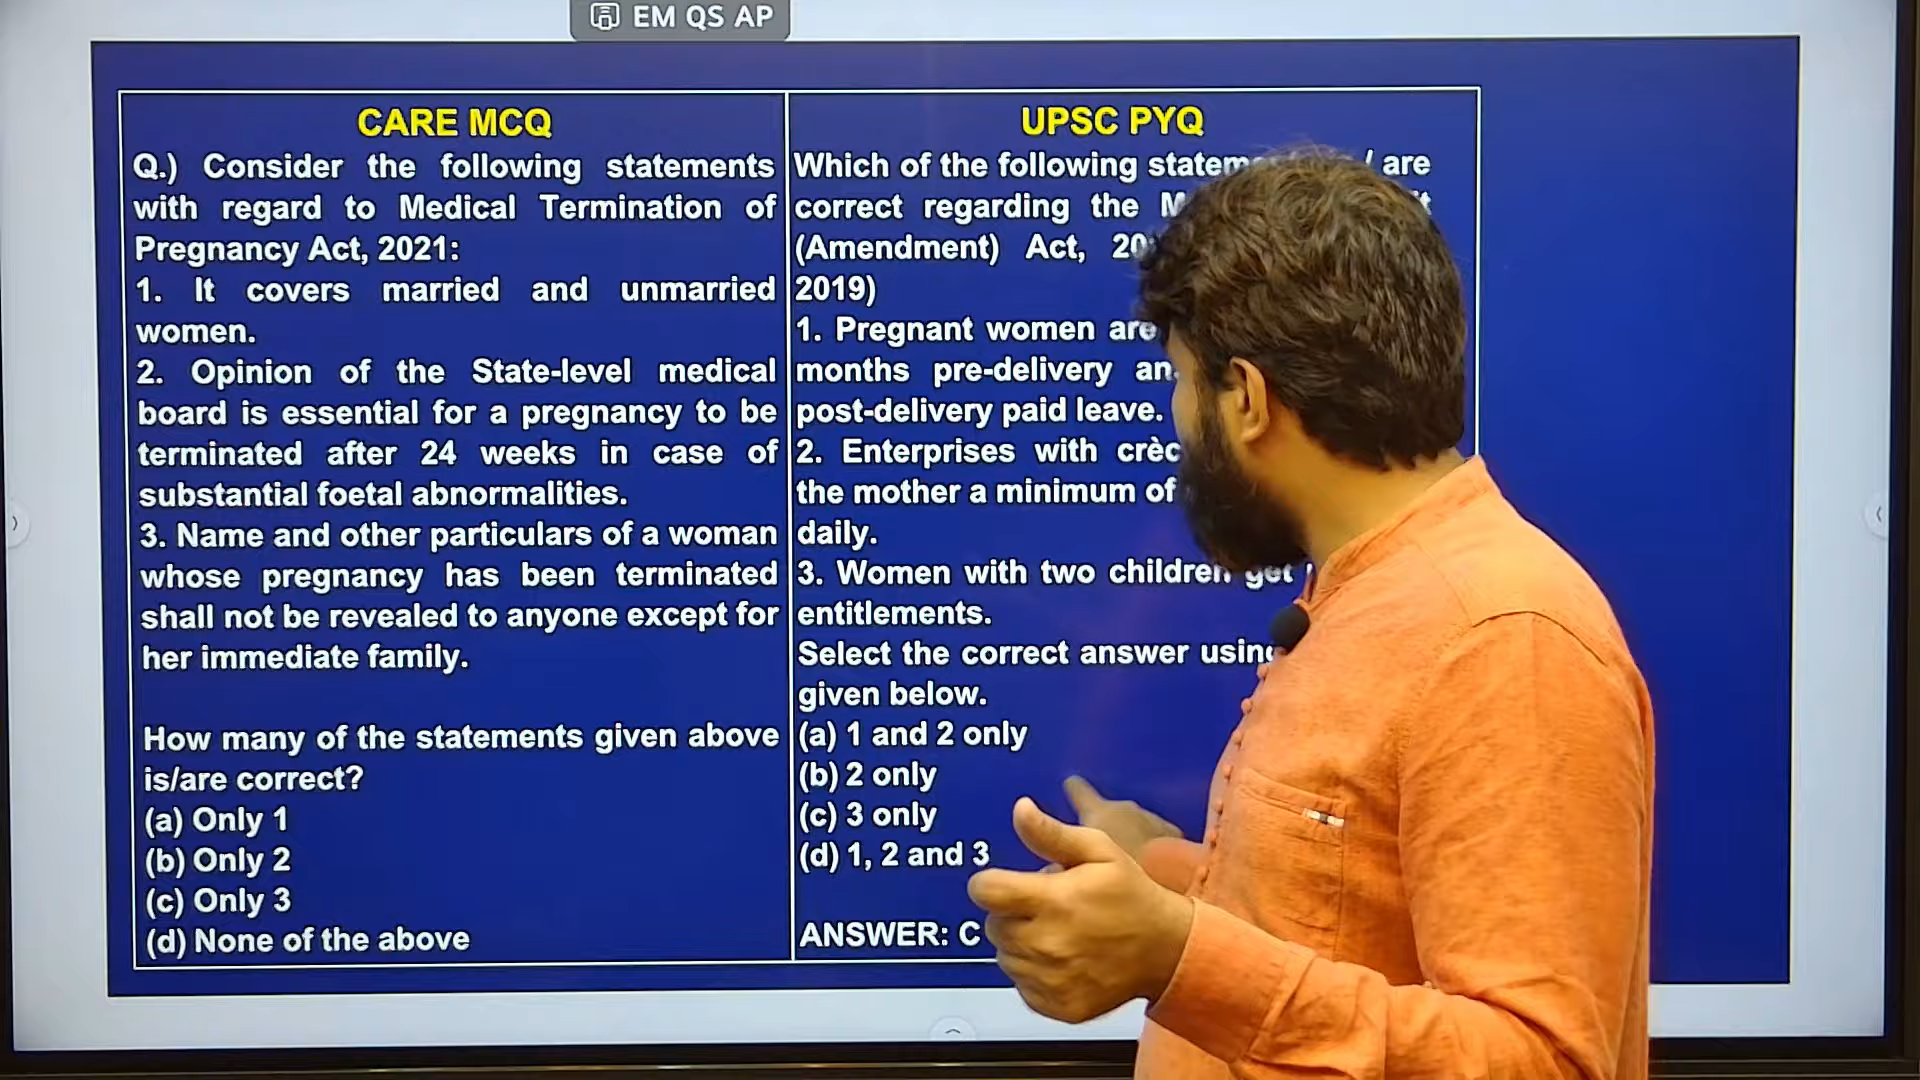 EM QS AP
CARE MCQ
Q.) Consider the following statements
with regard to Medical Termination of
Pregnancy Act, 2021:
1. It covers married and unmarried
women.
2. Opinion of the State-level medical
board is essential for a pregnancy to be
terminated after 24 weeks in case of
substantial foetal abnormalities.
3. Name and other particulars of a woman
whose pregnancy has been terminated
shall not be revealed to anyone except for
her immediate family.
How many of the statements given above
is/are correct?
(a) Only 1
(b) Only 2
(c) Only 3
(d) None of the above
UPSC PYQ
Which of the following / are
correct regarding the
(Amendment) Act,
2019)
1. Pregnant women are
months pre-delivery
post-delivery paid leave.
2. Enterprises with
the mother a minimum of
daily.
3. Women with two children get
entitlements.
Select the correct answer using
given below.
(a) 1 and 2 only
(b) 2 only
(c) 3 only
(d) 1, 2 and 3
ANSWER: C